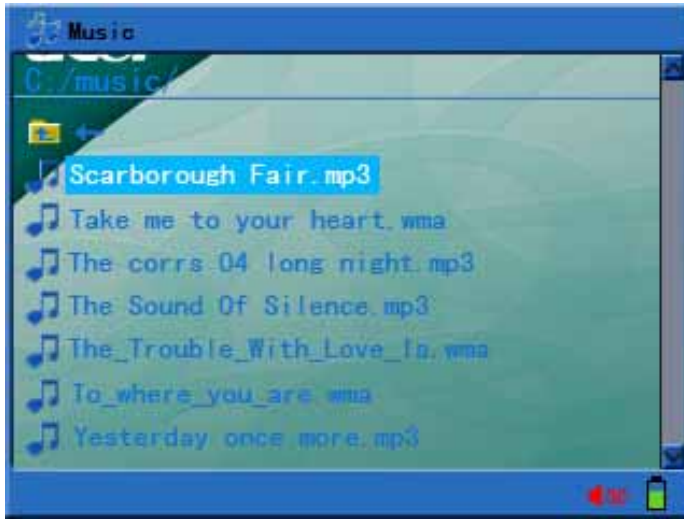 Music
C:/music/
Scarborough Fair.mp3
Take me to your heart.wma
The corrs 04 long night.mp3
The Sound Of Silence.mp3
The_Trouble_With_Love_Is.wma
To_where_you_are.wma
Yesterday once more.mp3